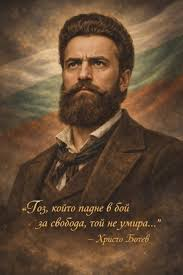 «Тоз, който падне в бой
за свобода, той не умира...”
– Христо Ботев